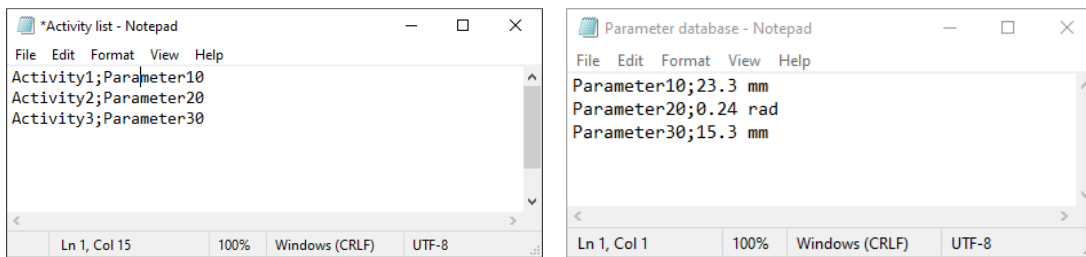 *Activity list - Notepad
File Edit Format View Help
Activity1;Parameter10
Activity2;Parameter20
Activity3;Parameter30
Ln 1, Col 15 100% Windows (CRLF) UTF-8
Parameter database - Notepad
File Edit Format View Help
Parameter10;23.3 mm
Parameter20;0.24 rad
Parameter30;15.3 mm
Ln 1, Col 1 100% Windows (CRLF) UTF-8